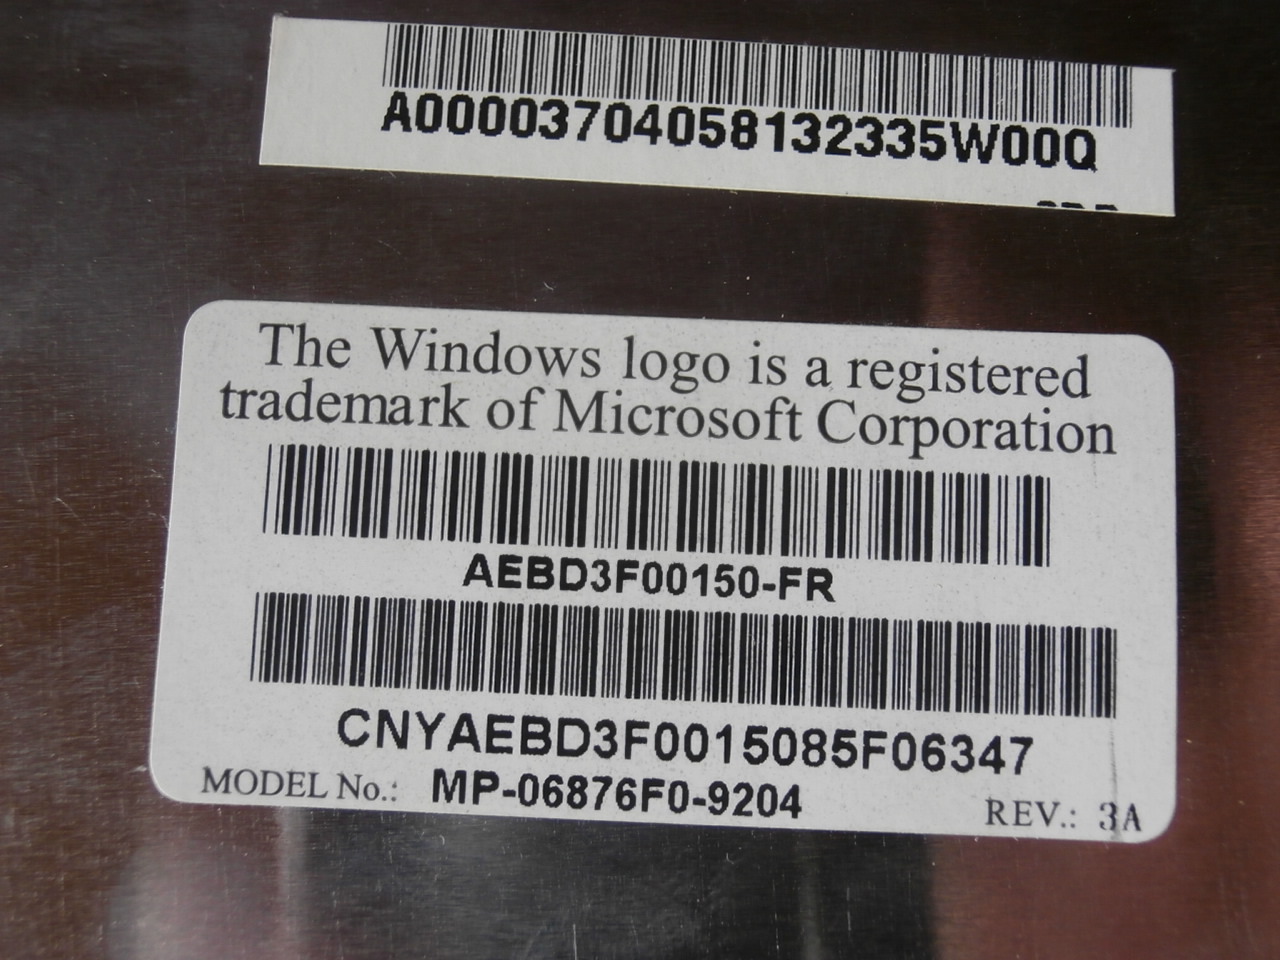 A00003704058132335W00Q
The Windows logo is a registered
trademark of Microsoft Corporation
AEBD3F00150-FR
CNYAEBD3F0015085F06347
MODEL No.: MP-06876F0-9204
REV.: 3A